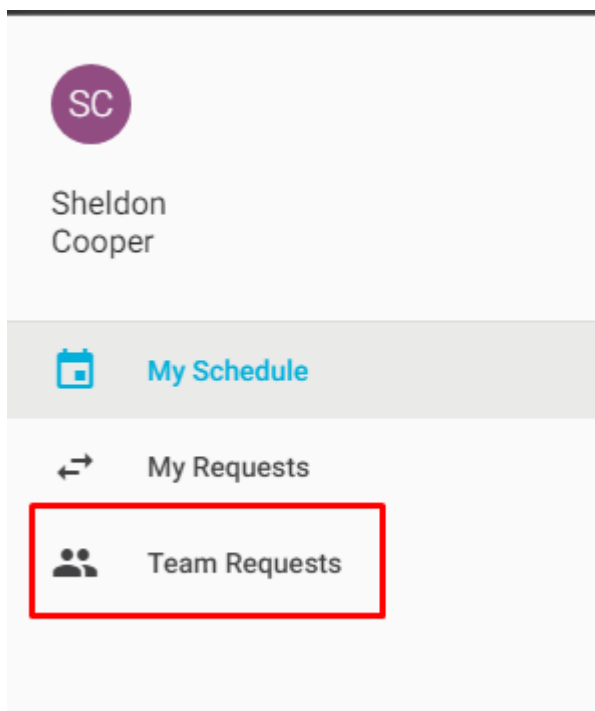 SC
Sheldon
Cooper
My Schedule
My Requests
Team Requests